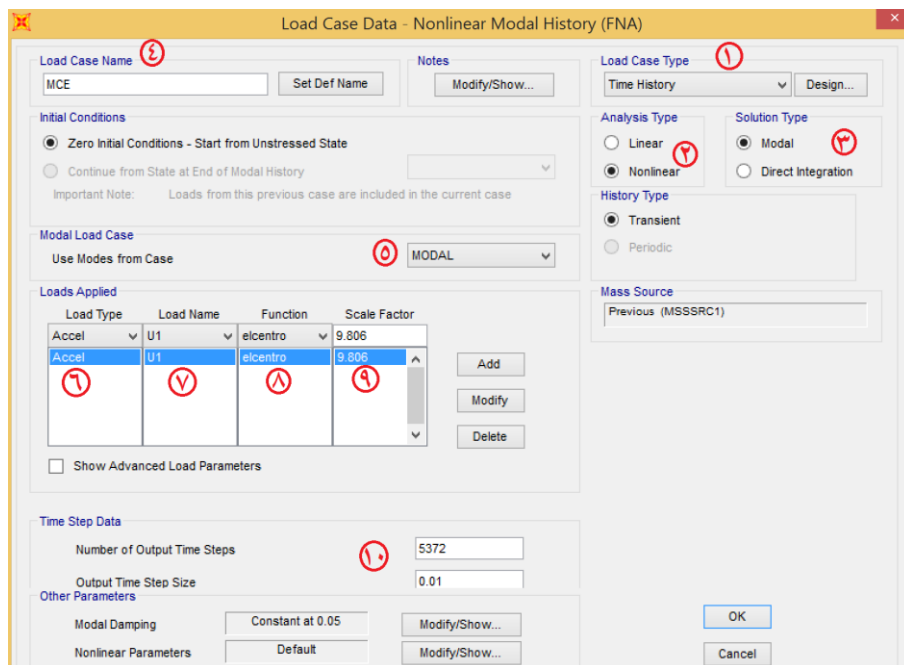 Load Case Data - Nonlinear Modal History (FNA)
Load Case Name ٤
MCE
Set Def Name
Notes
Modify/Show...
Load Case Type ١
Time History
Design...
Initial Conditions
Zero Initial Conditions - Start from Unstressed State
Continue from State at End of Modal History
Important Note: Loads from this previous case are included in the current case
Analysis Type
Linear
Nonlinear
٢
Solution Type
Modal
Direct Integration
٣
History Type
Transient
Periodic
Modal Load Case
Use Modes from Case ٥ MODAL
Loads Applied
Load Type Load Name Function Scale Factor
Accel U1 elcentro 9.806
Accel U1 elcentro 9.806
٦ ٧ ٨ ٩
Add
Modify
Delete
Show Advanced Load Parameters
Mass Source
Previous (MSSSRC1)
Time Step Data
Number of Output Time Steps 5372
١٠
Output Time Step Size 0.01
Other Parameters
Modal Damping Constant at 0.05 Modify/Show...
Nonlinear Parameters Default Modify/Show...
OK
Cancel